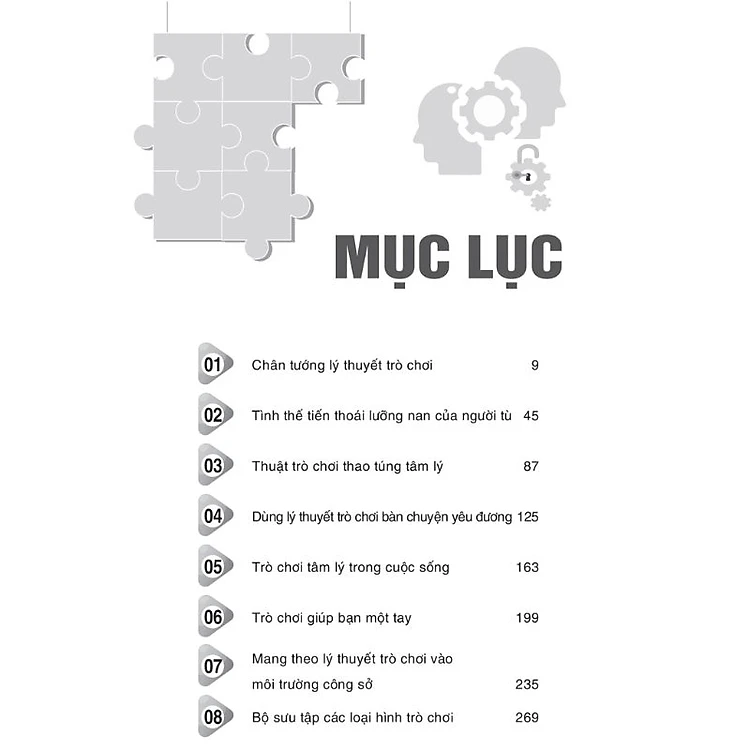 MỤC LỤC
01 Chân tướng lý thuyết trò chơi 9
02 Tình thế tiến thoái lưỡng nan của người tù 45
03 Thuật trò chơi thao túng tâm lý 87
04 Dùng lý thuyết trò chơi bàn chuyện yêu đương 125
05 Trò chơi tâm lý trong cuộc sống 163
06 Trò chơi giúp bạn một tay 199
07 Mang theo lý thuyết trò chơi vào
môi trường công sở 235
08 Bộ sưu tập các loại hình trò chơi 269